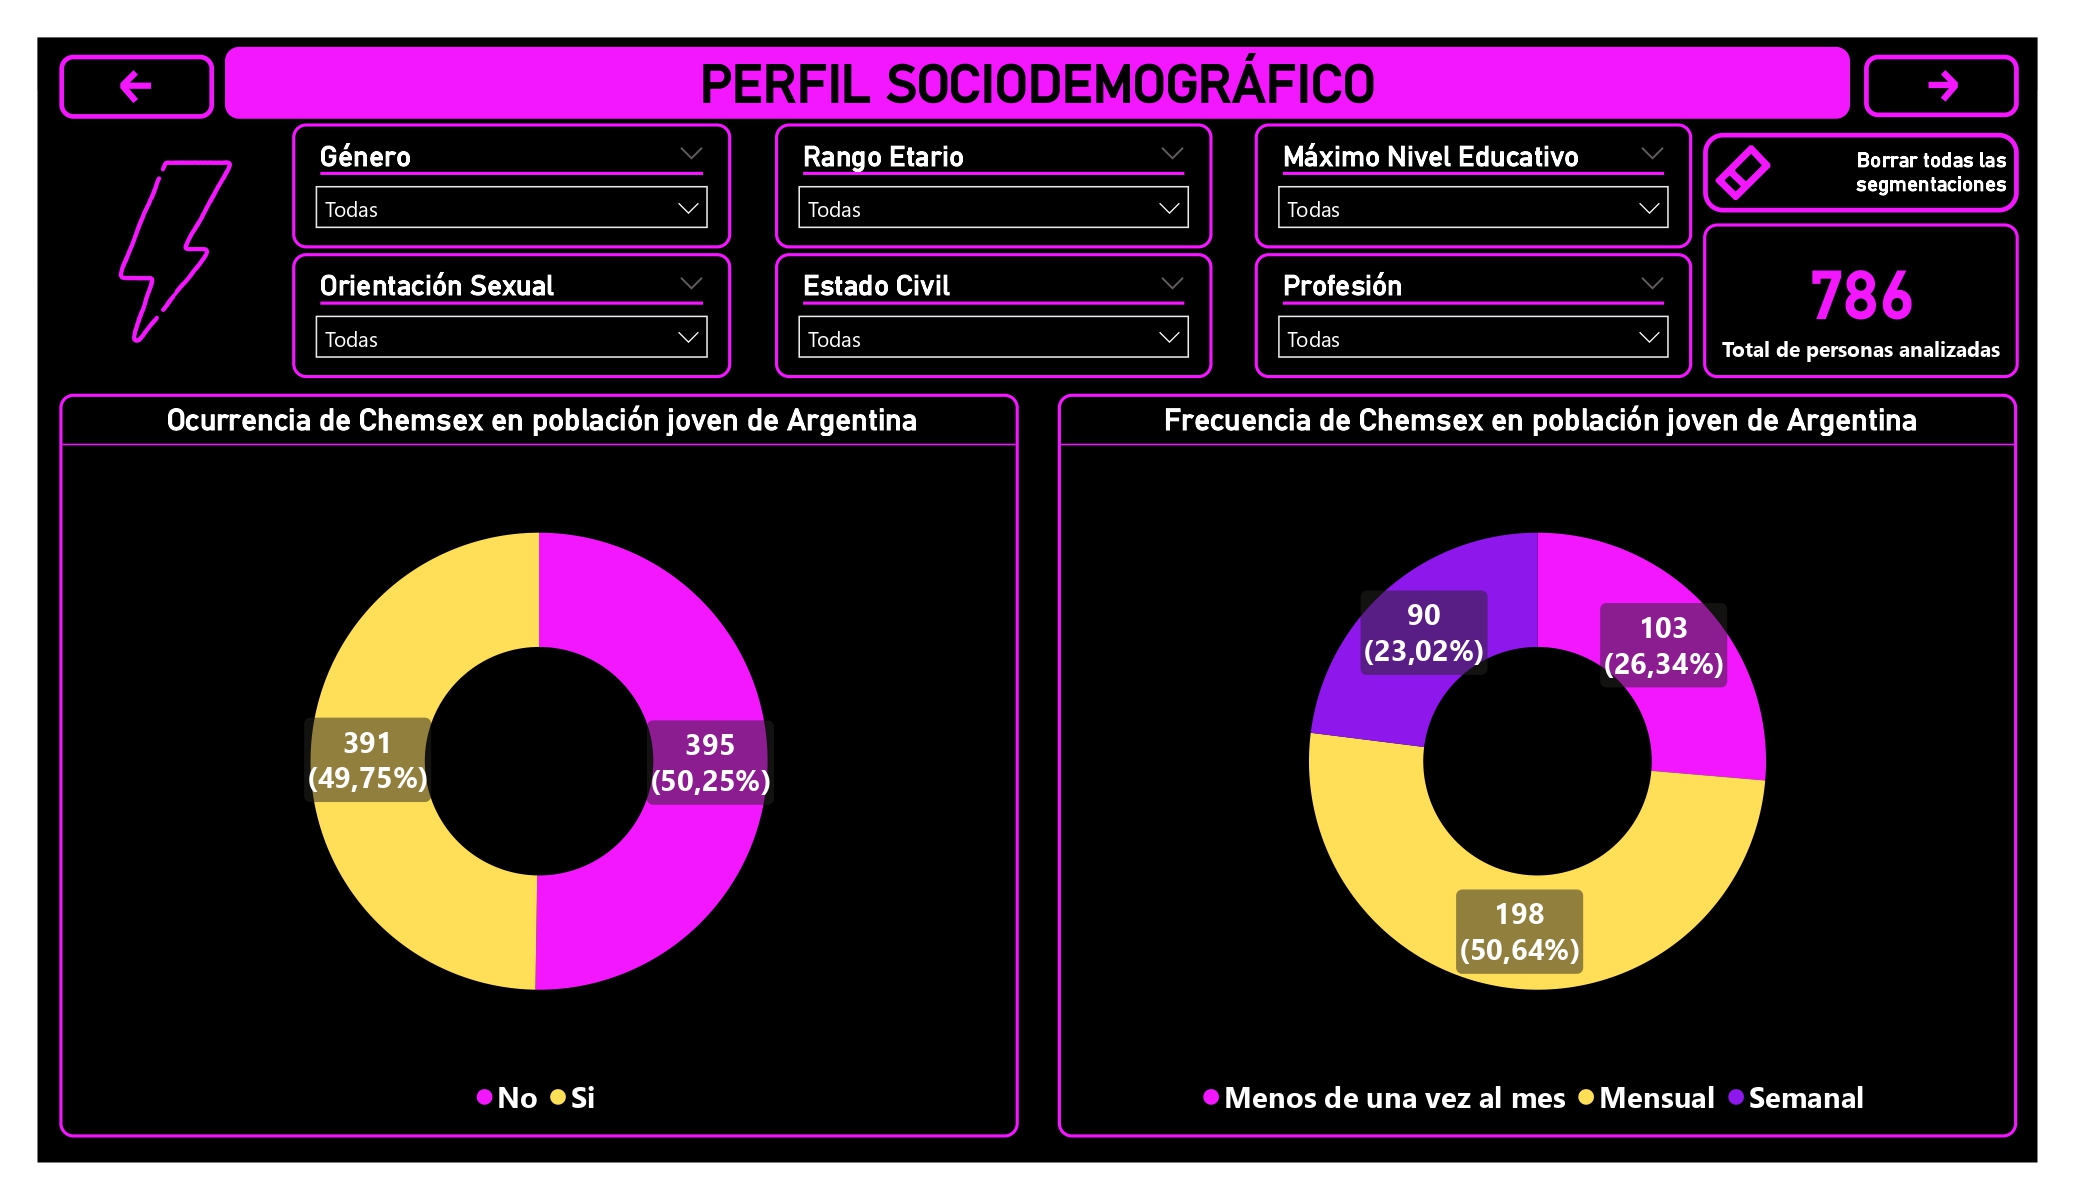 PERFIL SOCIODEMOGRÁFICO
Género
Todas
Rango Etario
Todas
Máximo Nivel Educativo
Todas
Borrar todas las
segmentaciones
Orientación Sexual
Todas
Estado Civil
Todas
Profesión
Todas
786
Total de personas analizadas
Ocurrencia de Chemsex en población joven de Argentina
391
(49,75%)
395
(50,25%)
No Si
Frecuencia de Chemsex en población joven de Argentina
90
(23,02%)
103
(26,34%)
198
(50,64%)
Menos de una vez al mes Mensual Semanal